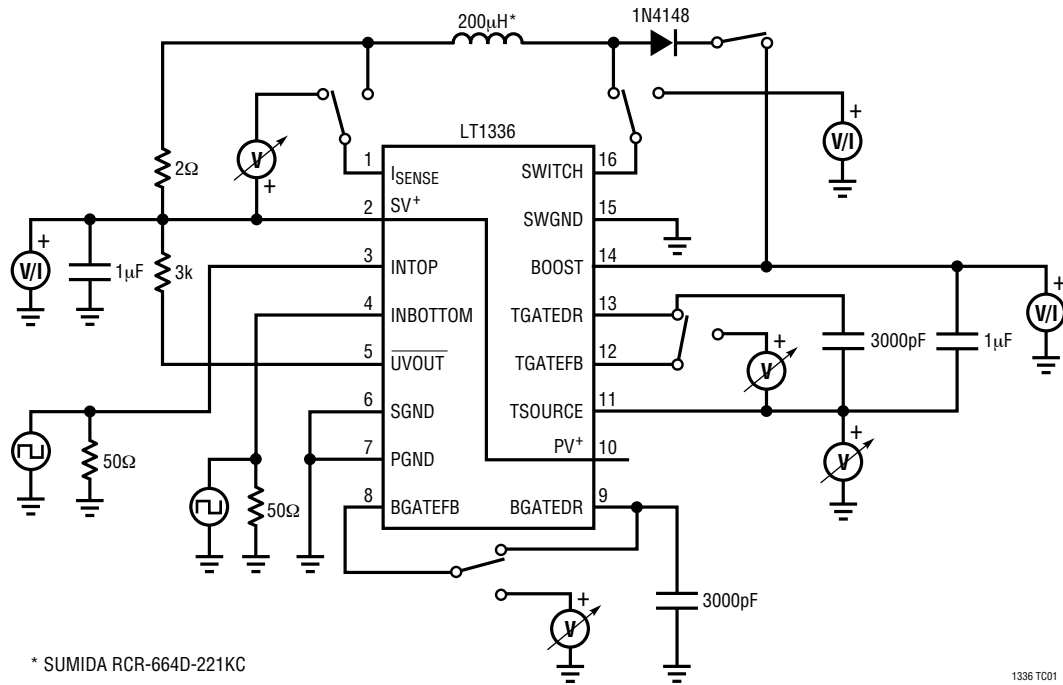 200µH*
1N4148
LT1336
V
+
2Ω
1
ISENSE
SWITCH
16
+
V/I
2
SV+
SWGND
15
+
V/I
1µF
3k
3
INTOP
BOOST
14
4
INBOTTOM
TGATEDR
13
+
V/I
3000pF
1µF
5
UVOUT
TGATEFB
12
+
V
6
SGND
TSOURCE
11
50Ω
7
PGND
PV+
10
+
V
50Ω
8
BGATEFB
BGATEDR
9
+
V
3000pF
* SUMIDA RCR-664D-221KC
1336 TC01